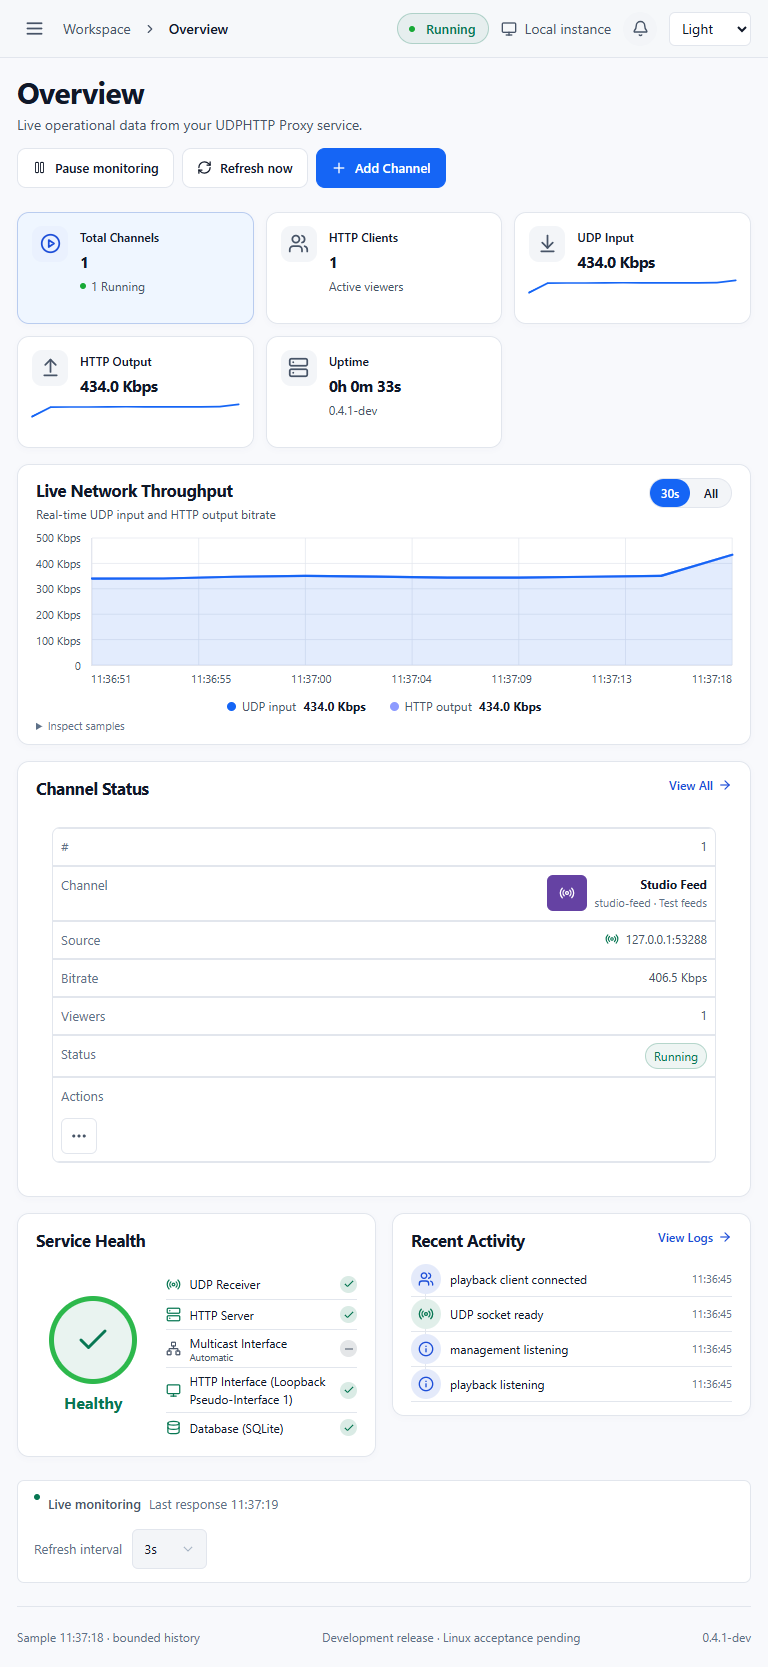 Workspace > Overview
Running
Local instance
Light
Overview
Live operational data from your UDPHTTP Proxy service.
Pause monitoring
Refresh now
+ Add Channel
Total Channels
1
1 Running
HTTP Clients
1
Active viewers
UDP Input
434.0 Kbps
HTTP Output
434.0 Kbps
Uptime
0h 0m 33s
0.4.1-dev
Live Network Throughput
Real-time UDP input and HTTP output bitrate
30s All
500 Kbps
400 Kbps
300 Kbps
200 Kbps
100 Kbps
0
11:36:51 11:36:55 11:37:00 11:37:04 11:37:09 11:37:13 11:37:18
UDP input 434.0 Kbps HTTP output 434.0 Kbps
Inspect samples
Channel Status
View All
# 1
Channel Studio Feed
studio-feed · Test feeds
Source 127.0.0.1:53288
Bitrate 406.5 Kbps
Viewers 1
Status Running
Actions
Service Health
Healthy
UDP Receiver
HTTP Server
Multicast Interface
Automatic
HTTP Interface (Loopback
Pseudo-Interface 1)
Database (SQLite)
Recent Activity
View Logs
playback client connected 11:36:45
UDP socket ready 11:36:45
management listening 11:36:45
playback listening 11:36:45
Live monitoring Last response 11:37:19
Refresh interval 3s
Sample 11:37:18 · bounded history
Development release · Linux acceptance pending
0.4.1-dev